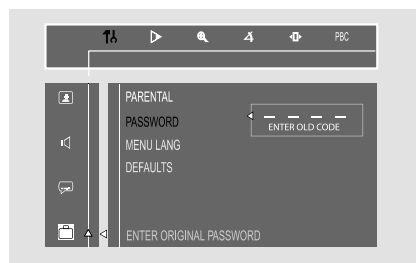 PBC
PARENTAL
PASSWORD
ENTER OLD CODE
MENU LANG
DEFAULTS
ENTER ORIGINAL PASSWORD